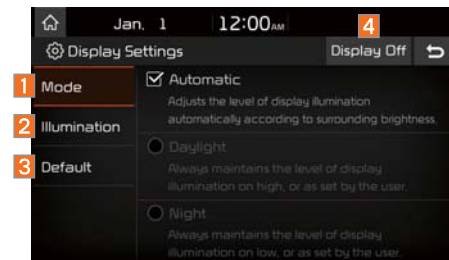 Jan. 1 12:00AM
4
Display Settings Display Off
1 Mode
Automatic
Adjusts the level of display illumination
automatically according to surrounding brightness.
2 Illumination
Daylight
3 Default
Always maintains the level of display
illumination on high, or as set by the user.
Night
Always maintains the level of display
illumination on low, or as set by the user.